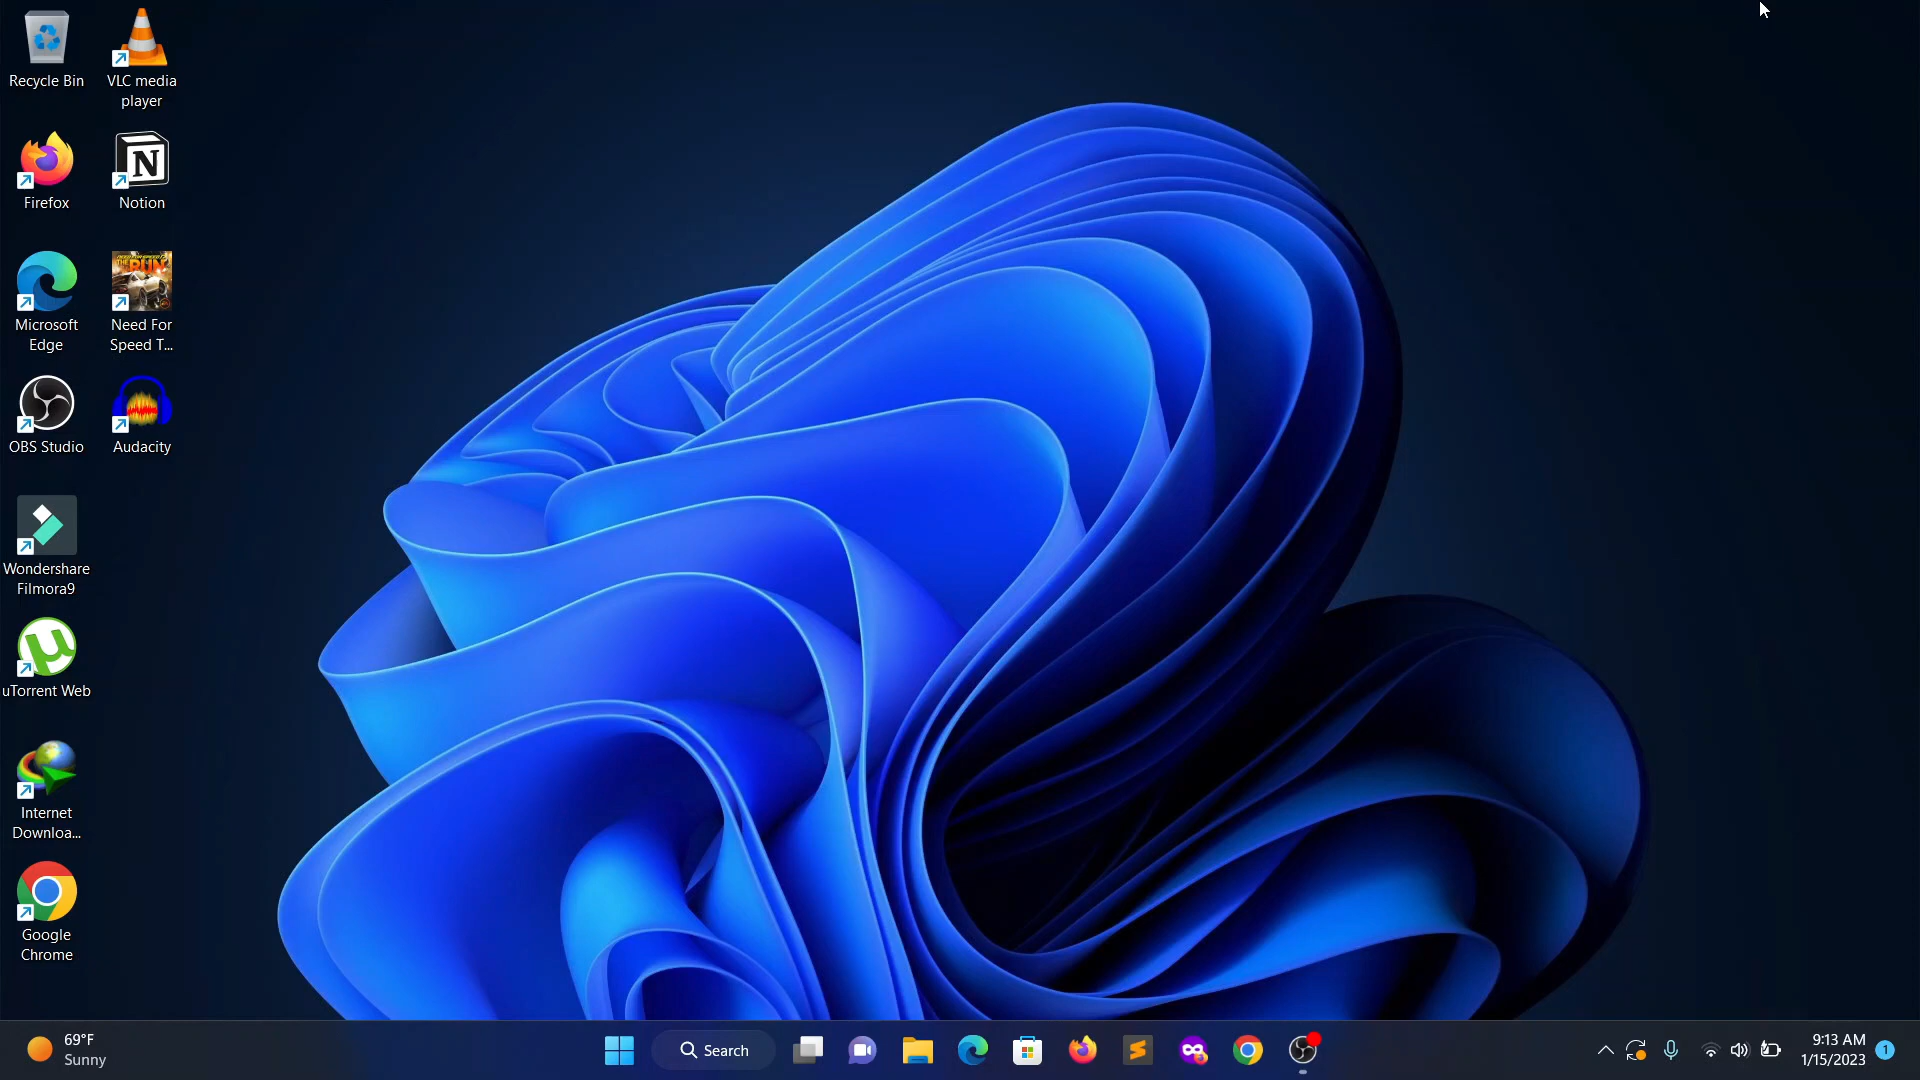 Recycle Bin
VLC media
player
Firefox
Notion
Microsoft
Edge
Need For
Speed T...
OBS Studio
Audacity
Wondershare
Filmora9
uTorrent Web
Internet
Downloa...
Google
Chrome
69°F
Sunny
Search
9:13 AM
1/15/2023
1